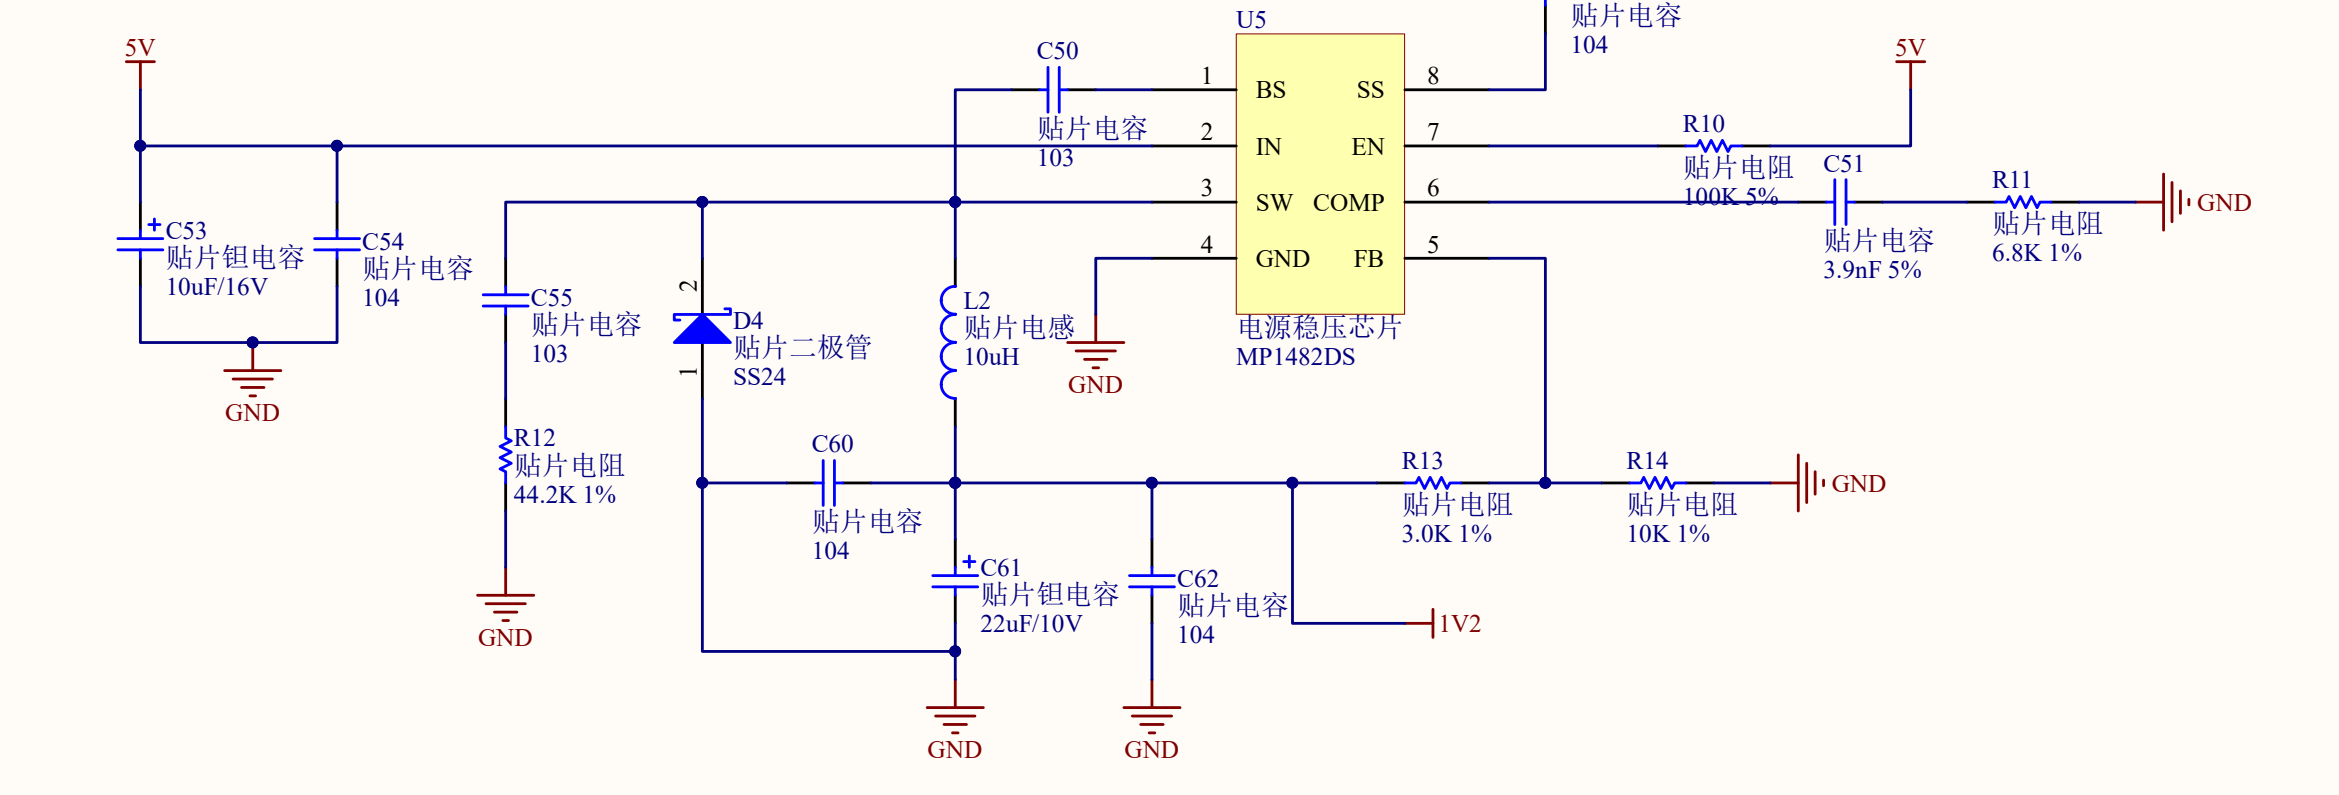 U5
贴片电容
104
5V
C50
5V
1
BS
SS
8
贴片电容
103
2
IN
EN
7
R10
贴片电阻
100K 5%
C51
贴片电容
3.9nF 5%
R11
贴片电阻
6.8K 1%
GND
3
SW
COMP
6
4
GND
FB
5
电源稳压芯片
MP1482DS
C53
贴片钽电容
10uF/16V
C54
贴片电容
104
GND
C55
贴片电容
103
2
D4
贴片二极管
SS24
1
L2
贴片电感
10uH
GND
R12
贴片电阻
44.2K 1%
GND
C60
贴片电容
104
R13
贴片电阻
3.0K 1%
R14
贴片电阻
10K 1%
GND
C61
贴片钽电容
22uF/10V
C62
贴片电容
104
1V2
GND
GND